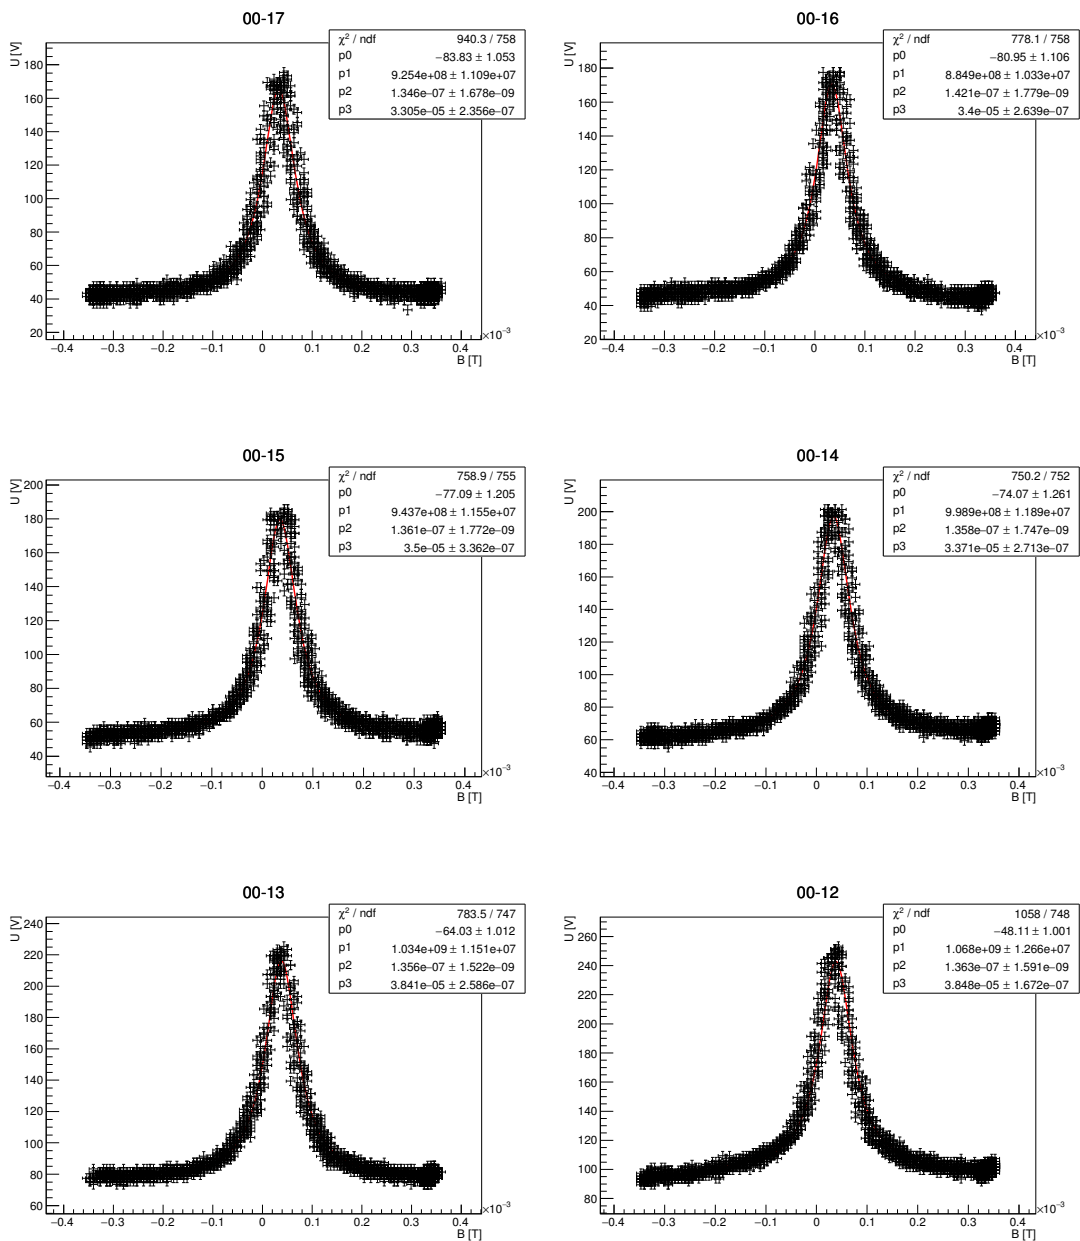 00-17
U [V]
χ² / ndf 940.3 / 758
p0 −83.83 ± 1.053
p1 9.254e+08 ± 1.109e+07
p2 1.346e−07 ± 1.678e−09
p3 3.305e−05 ± 2.356e−07
180
160
140
120
100
80
60
40
20
−0.4 −0.3 −0.2 −0.1 0 0.1 0.2 0.3 0.4
×10⁻³
B [T]
00-16
U [V]
χ² / ndf 778.1 / 758
p0 −80.95 ± 1.106
p1 8.849e+08 ± 1.033e+07
p2 1.421e−07 ± 1.779e−09
p3 3.4e−05 ± 2.639e−07
180
160
140
120
100
80
60
40
20
−0.4 −0.3 −0.2 −0.1 0 0.1 0.2 0.3 0.4
×10⁻³
B [T]
00-15
U [V]
χ² / ndf 758.9 / 755
p0 −77.09 ± 1.205
p1 9.437e+08 ± 1.155e+07
p2 1.361e−07 ± 1.772e−09
p3 3.5e−05 ± 3.362e−07
200
180
160
140
120
100
80
60
40
−0.4 −0.3 −0.2 −0.1 0 0.1 0.2 0.3 0.4
×10⁻³
B [T]
00-14
U [V]
χ² / ndf 750.2 / 752
p0 −74.07 ± 1.261
p1 9.989e+08 ± 1.189e+07
p2 1.358e−07 ± 1.747e−09
p3 3.371e−05 ± 2.713e−07
200
180
160
140
120
100
80
60
40
−0.4 −0.3 −0.2 −0.1 0 0.1 0.2 0.3 0.4
×10⁻³
B [T]
00-13
U [V]
χ² / ndf 783.5 / 747
p0 −64.03 ± 1.012
p1 1.034e+09 ± 1.151e+07
p2 1.356e−07 ± 1.522e−09
p3 3.841e−05 ± 2.586e−07
240
220
200
180
160
140
120
100
80
60
−0.4 −0.3 −0.2 −0.1 0 0.1 0.2 0.3 0.4
×10⁻³
B [T]
00-12
U [V]
χ² / ndf 1058 / 748
p0 −48.11 ± 1.001
p1 1.068e+09 ± 1.266e+07
p2 1.363e−07 ± 1.591e−09
p3 3.848e−05 ± 1.672e−07
260
240
220
200
180
160
140
120
100
80
−0.4 −0.3 −0.2 −0.1 0 0.1 0.2 0.3 0.4
×10⁻³
B [T]